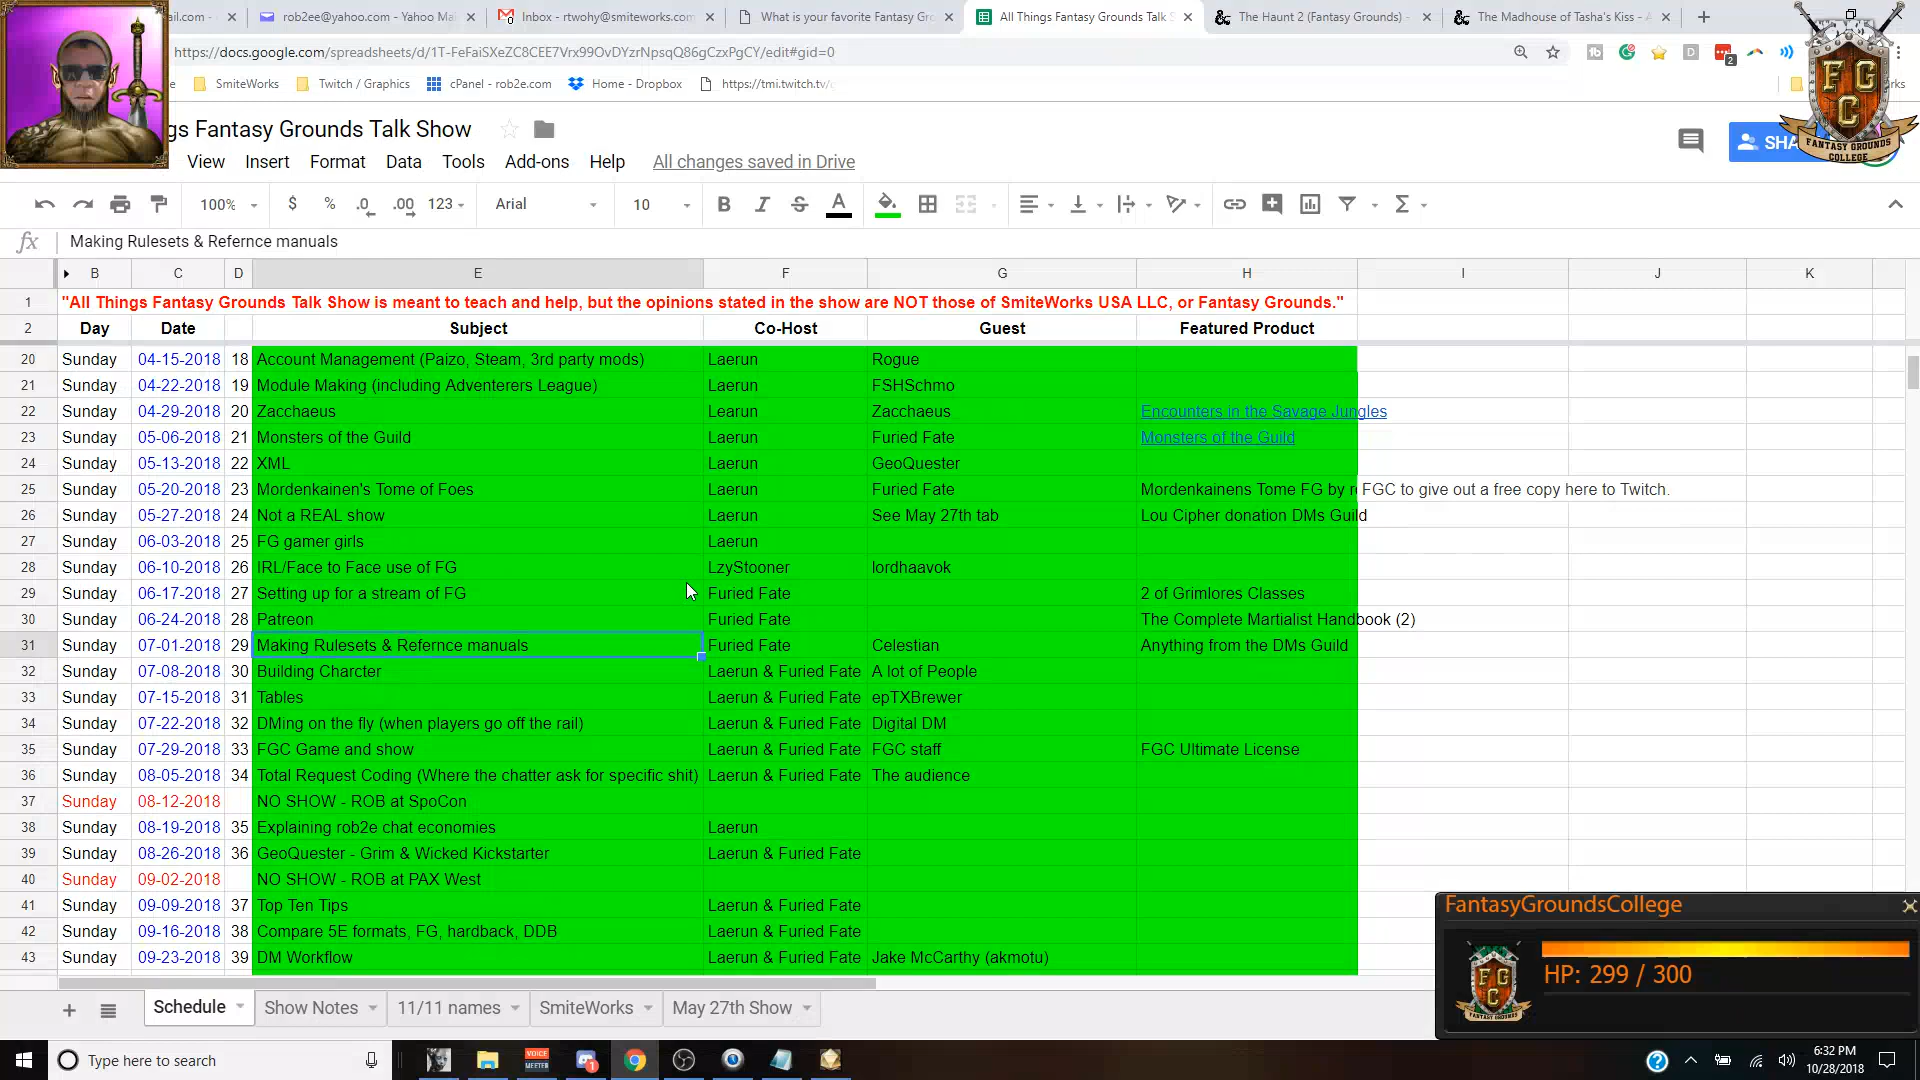 ail.com - rob2ee@yahoo.com - Yahoo Mai Inbox - rtwohy@smiteworks.com What is your favorite Fantasy Gro All Things Fantasy Grounds Talk S The Haunt 2 (Fantasy Grounds) - The Madhouse of Tasha's Kiss - A
https://docs.google.com/spreadsheets/d/1T-FeFaiSXeZC8CEE7Vrx99OvDYzrNpsqQ86gCzxPgCY/edit#gid=0
SmiteWorks Twitch / Graphics cPanel - rob2e.com Home - Dropbox https://tmi.twitch.tv/g
gs Fantasy Grounds Talk Show
View Insert Format Data Tools Add-ons Help All changes saved in Drive SHA
FGC
FANTASY GROUNDS
COLLEGE
100% $ % .0 .00 123 Arial 10 B I S A
fx Making Rulesets & Refernce manuals
B C D E F G H I J K
1 "All Things Fantasy Grounds Talk Show is meant to teach and help, but the opinions stated in the show are NOT those of SmiteWorks USA LLC, or Fantasy Grounds."
2 Day Date Subject Co-Host Guest Featured Product
20 Sunday 04-15-2018 18 Account Management (Paizo, Steam, 3rd party mods) Laerun Rogue
21 Sunday 04-22-2018 19 Module Making (including Adventerers League) Laerun FSHSchmo
22 Sunday 04-29-2018 20 Zacchaeus Learun Zacchaeus Encounters in the Savage Jungles
23 Sunday 05-06-2018 21 Monsters of the Guild Laerun Furied Fate Monsters of the Guild
24 Sunday 05-13-2018 22 XML Laerun GeoQuester
25 Sunday 05-20-2018 23 Mordenkainen's Tome of Foes Laerun Furied Fate Mordenkainens Tome FG by r FGC to give out a free copy here to Twitch.
26 Sunday 05-27-2018 24 Not a REAL show Laerun See May 27th tab Lou Cipher donation DMs Guild
27 Sunday 06-03-2018 25 FG gamer girls Laerun
28 Sunday 06-10-2018 26 IRL/Face to Face use of FG LzyStooner lordhaavok
29 Sunday 06-17-2018 27 Setting up for a stream of FG Furied Fate 2 of Grimlores Classes
30 Sunday 06-24-2018 28 Patreon Furied Fate The Complete Martialist Handbook (2)
31 Sunday 07-01-2018 29 Making Rulesets & Refernce manuals Furied Fate Celestian Anything from the DMs Guild
32 Sunday 07-08-2018 30 Building Charcter Laerun & Furied Fate A lot of People
33 Sunday 07-15-2018 31 Tables Laerun & Furied Fate epTXBrewer
34 Sunday 07-22-2018 32 DMing on the fly (when players go off the rail) Laerun & Furied Fate Digital DM
35 Sunday 07-29-2018 33 FGC Game and show Laerun & Furied Fate FGC staff FGC Ultimate License
36 Sunday 08-05-2018 34 Total Request Coding (Where the chatter ask for specific shit) Laerun & Furied Fate The audience
37 Sunday 08-12-2018 NO SHOW - ROB at SpoCon
38 Sunday 08-19-2018 35 Explaining rob2e chat economies Laerun
39 Sunday 08-26-2018 36 GeoQuester - Grim & Wicked Kickstarter Laerun & Furied Fate
40 Sunday 09-02-2018 NO SHOW - ROB at PAX West
41 Sunday 09-09-2018 37 Top Ten Tips Laerun & Furied Fate
42 Sunday 09-16-2018 38 Compare 5E formats, FG, hardback, DDB Laerun & Furied Fate
43 Sunday 09-23-2018 39 DM Workflow Laerun & Furied Fate Jake McCarthy (akmotu)
FantasyGroundsCollege
HP: 299 / 300
Schedule Show Notes 11/11 names SmiteWorks May 27th Show
Type here to search
VOICE
MEETER
6:32 PM
10/28/2018